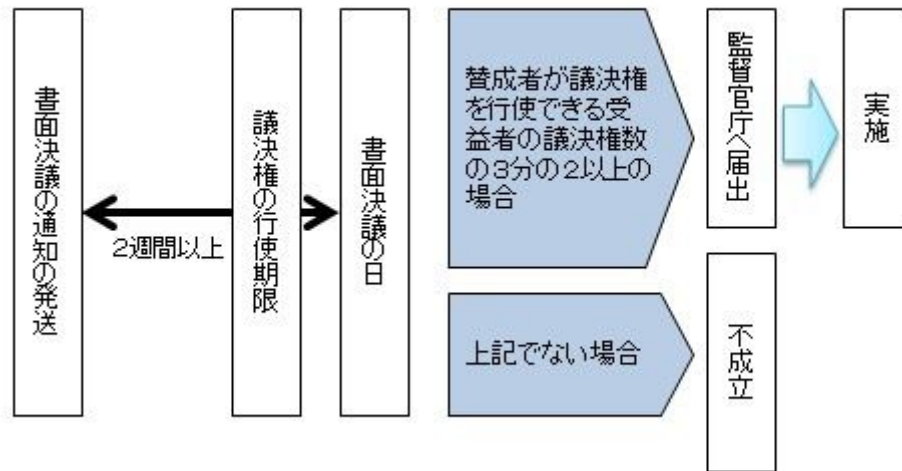 書面決議の通知の発送
2週間以上
議決権の行使期限
書面決議の日
賛成者が議決権
を行使できる受
益者の議決権数
の3分の2以上の
場合
監督官庁へ届出
実施
上記でない場合
不成立